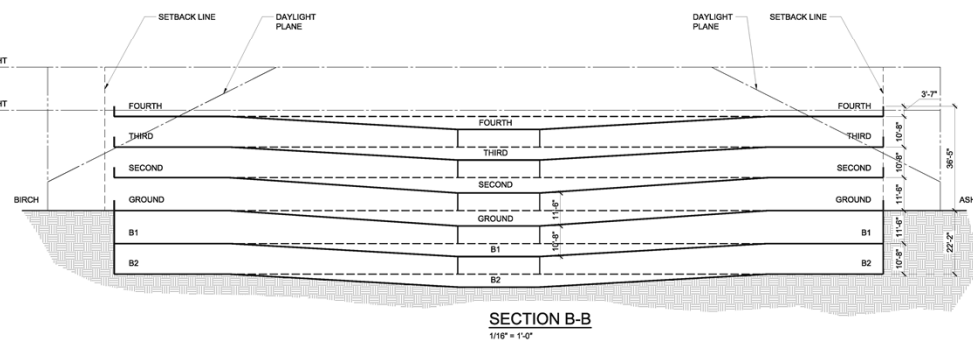 SETBACK LINE
DAYLIGHT
PLANE
DAYLIGHT
PLANE
SETBACK LINE
HT
HT
3'-7"
FOURTH
FOURTH
FOURTH
10'-8"
THIRD
THIRD
THIRD
10'-8"
36'-5"
SECOND
SECOND
11'-6"
BIRCH
GROUND
11'-6"
GROUND
ASH
GROUND
B1
10'-8"
B1
11'-6"
22'-2"
B1
B2
B2
10'-8"
B2
SECTION B-B
1/16" = 1'-0"